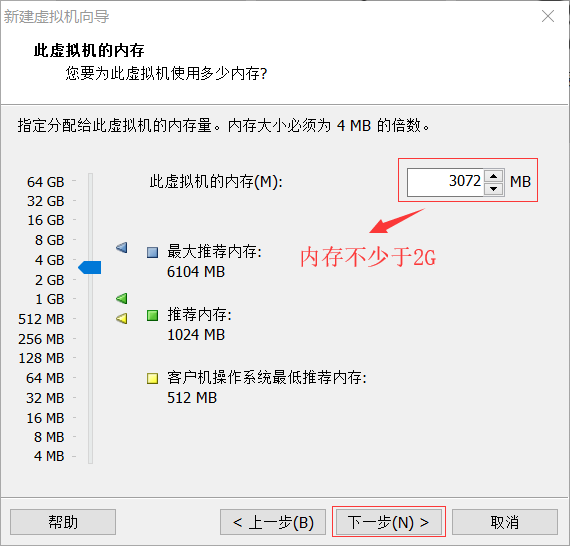 新建虚拟机向导
此虚拟机的内存
您要为此虚拟机使用多少内存?
指定分配给此虚拟机的内存量。内存大小必须为 4 MB 的倍数。
64 GB
32 GB
16 GB
8 GB
4 GB
2 GB
1 GB
512 MB
256 MB
128 MB
64 MB
32 MB
16 MB
8 MB
4 MB
此虚拟机的内存(M): 3072 MB
内存不少于2G
最大推荐内存:
6104 MB
推荐内存:
1024 MB
客户机操作系统最低推荐内存:
512 MB
帮助 < 上一步(B) 下一步(N) > 取消